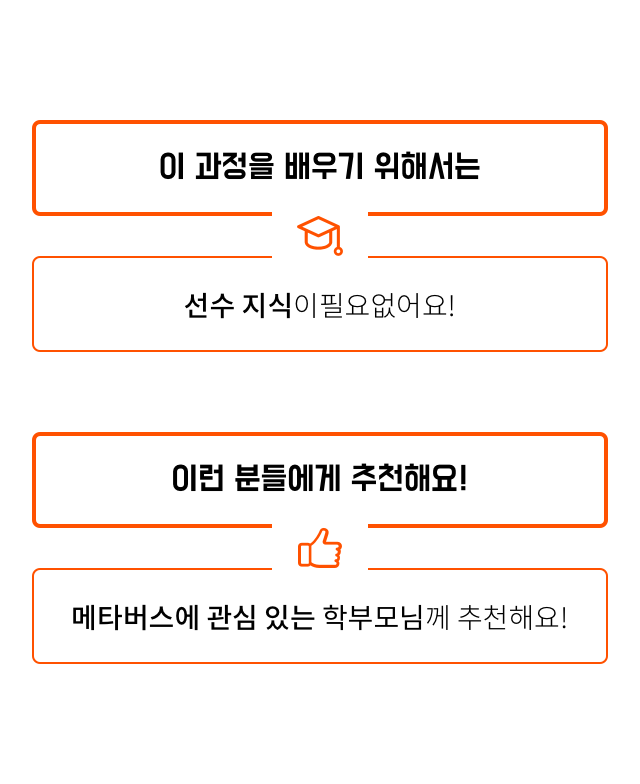 이 과정을 배우기 위해서는
선수 지식이필요없어요!
이런 분들에게 추천해요!
메타버스에 관심 있는 학부모님께 추천해요!